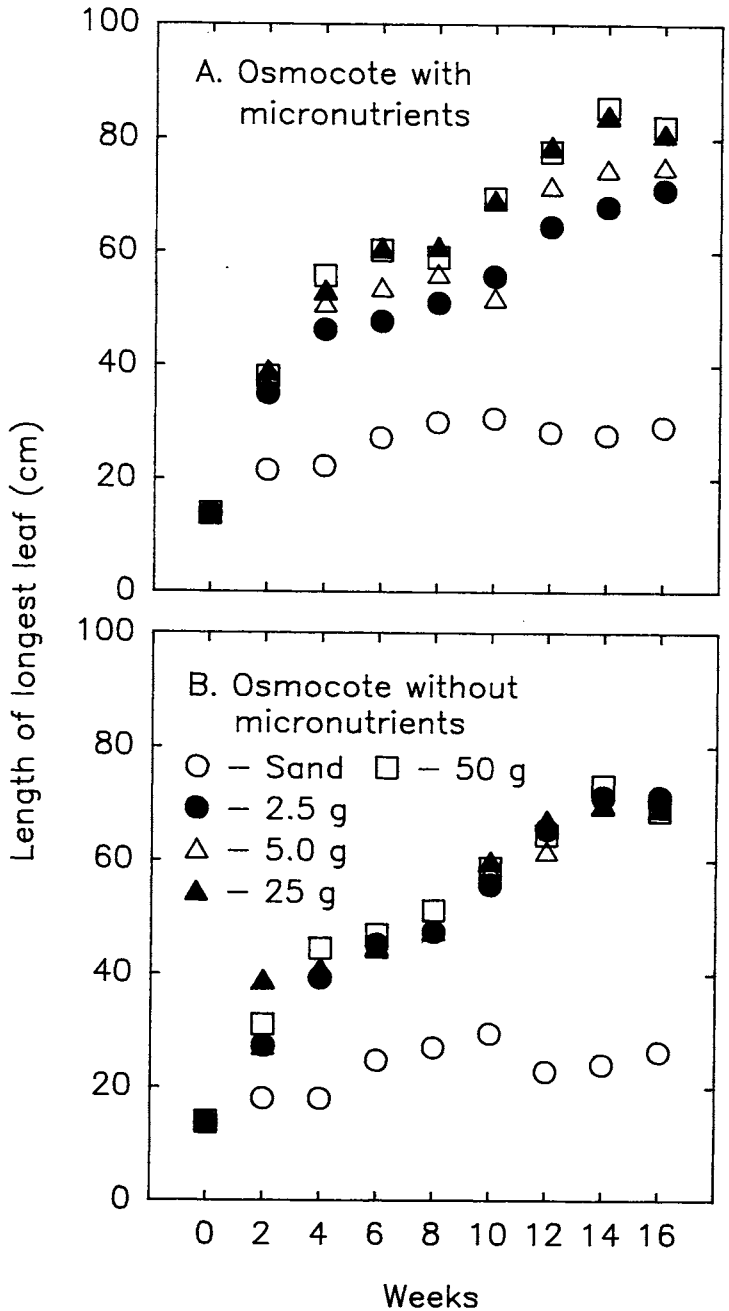 100
80
60
40
20
0
A. Osmocote with
micronutrients
Length of longest leaf (cm)
100
80
60
40
20
0
B. Osmocote without
micronutrients
– Sand – 50 g
– 2.5 g
– 5.0 g
– 25 g
0 2 4 6 8 10 12 14 16
Weeks